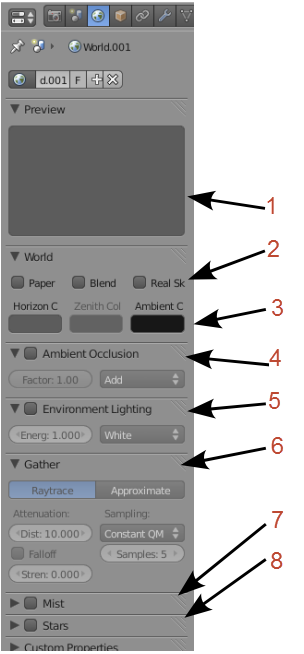 World.001
d.001 F
Preview
1
World
2
Paper Blend Real Sk
Horizon C Zenith Col Ambient C
3
Ambient Occlusion
4
Factor: 1.00 Add
Environment Lighting
5
Energ: 1.000 White
6
Gather
Raytrace Approximate
Attenuation: Sampling:
Dist: 10.000 Constant QM
Falloff Samples: 5
Stren: 0.000
7
8
Mist
Stars
Custom Properties